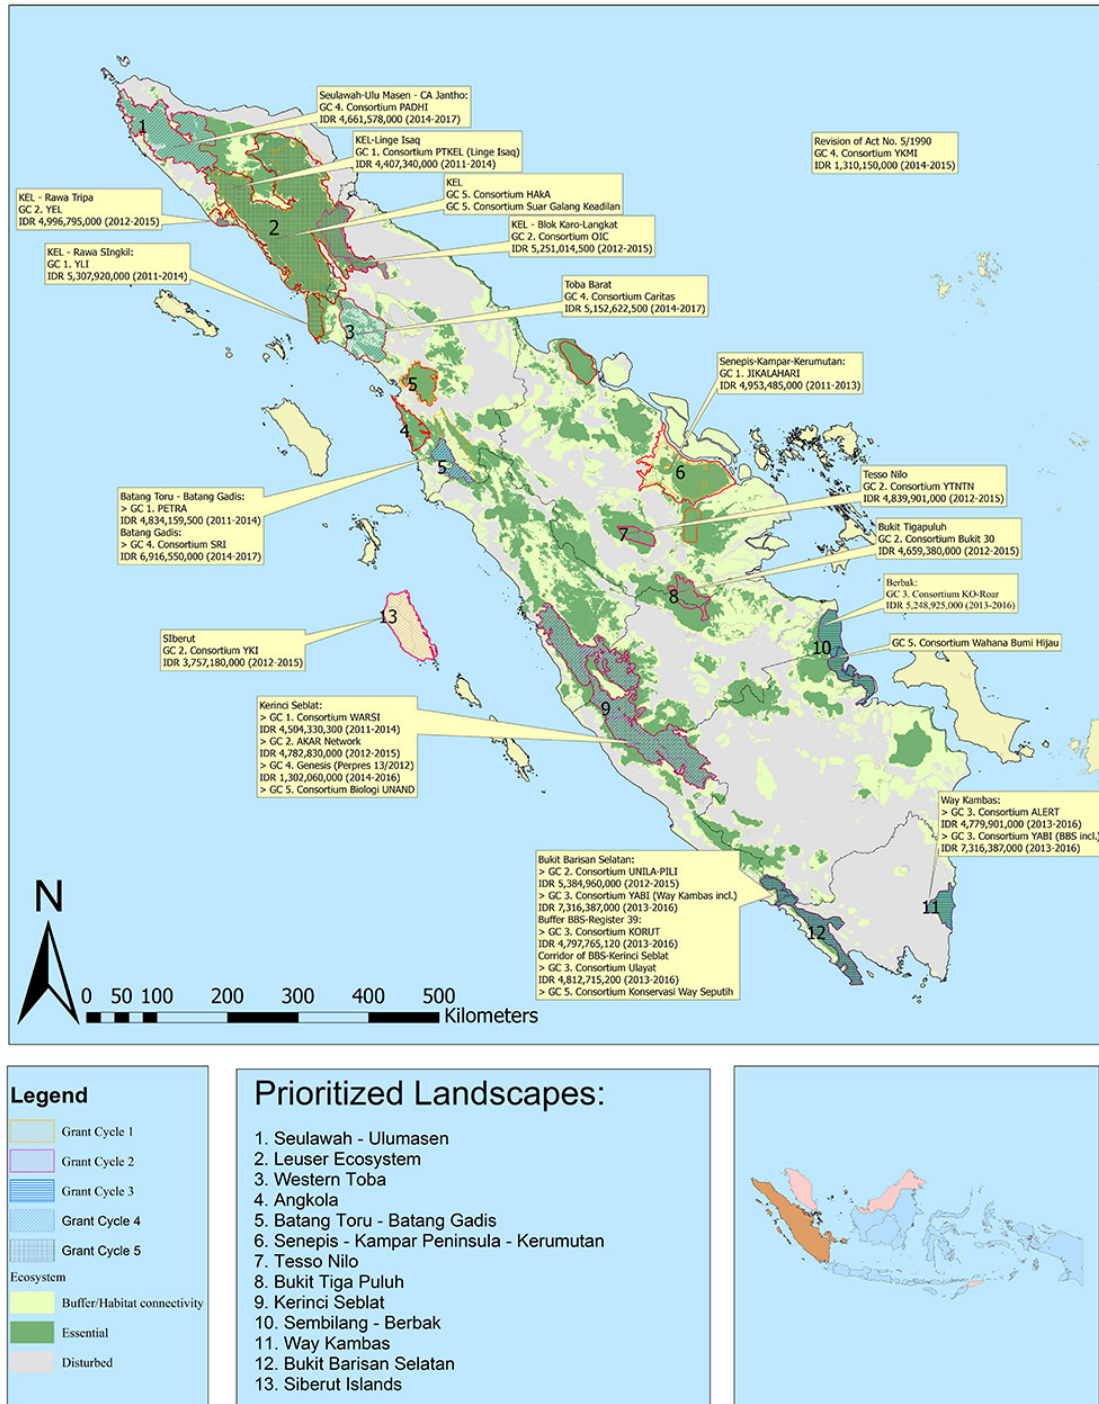 Seulawah-Ulu Masen - CA Jantho:
GC 4. Consortium PADHI
IDR 4,661,578,000 (2014-2017)
KEL-Linge Isaq
GC 1. Consortium PTKEL (Linge Isaq)
IDR 4,407,340,000 (2011-2014)
Revision of Act No. 5/1990
GC 4. Consortium YKMI
IDR 1,310,150,000 (2014-2015)
KEL
GC 5. Consortium HAkA
GC 5. Consortium Suar Galang Keadilan
KEL - Rawa Tripa
GC 2. YEL
IDR 4,996,795,000 (2012-2015)
KEL - Blok Karo-Langkat
GC 2. Consortium OIC
IDR 5,251,014,500 (2012-2015)
KEL - Rawa SIngkil:
GC 1. YLI
IDR 5,307,920,000 (2011-2014)
Toba Barat
GC 4. Consortium Caritas
IDR 5,152,622,500 (2014-2017)
Senepis-Kampar-Kerumutan:
GC 1. JIKALAHARI
IDR 4,953,485,000 (2011-2013)
Tesso Nilo
GC 2. Consortium YTNTN
IDR 4,839,901,000 (2012-2015)
Batang Toru - Batang Gadis:
> GC 1. PETRA
IDR 4,834,159,500 (2011-2014)
Batang Gadis:
> GC 4. Consortium SRI
IDR 6,916,550,000 (2014-2017)
Bukit Tigapuluh
GC 2. Consortium Bukit 30
IDR 4,659,380,000 (2012-2015)
Berbak:
GC 3. Consortium KO-Roar
IDR 5,248,925,000 (2013-2016)
GC 5. Consortium Wahana Bumi Hijau
SIberut
GC 2. Consortium YKI
IDR 3,757,180,000 (2012-2015)
Kerinci Seblat:
> GC 1. Consortium WARSI
IDR 4,504,330,300 (2011-2014)
> GC 2. AKAR Network
IDR 4,782,830,000 (2012-2015)
> GC 4. Genesis (Perpres 13/2012)
IDR 1,302,060,000 (2014-2016)
> GC 5. Consortium Biologi UNAND
Way Kambas:
> GC 3. Consortium ALERT
IDR 4,779,901,000 (2013-2016)
> GC 3. Consortium YABI (BBS incl.)
IDR 7,316,387,000 (2013-2016)
Bukit Barisan Selatan:
> GC 2. Consortium UNILA-PILI
IDR 5,384,960,000 (2012-2015)
> GC 3. Consortium YABI (Way Kambas incl.)
IDR 7,316,387,000 (2013-2016)
Buffer BBS-Register 39:
> GC 3. Consortium KORUT
IDR 4,797,765,120 (2013-2016)
Corridor of BBS-Kerinci Seblat
> GC 3. Consortium Ulayat
IDR 4,812,715,200 (2013-2016)
> GC 5. Consortium Konservasi Way Seputih
1
2
3
5
4
5
6
7
8
13
10
9
11
12
N
0 50 100 200 300 400 500
Kilometers
Legend
Grant Cycle 1
Grant Cycle 2
Grant Cycle 3
Grant Cycle 4
Grant Cycle 5
Ecosystem
Buffer/Habitat connectivity
Essential
Disturbed
Prioritized Landscapes:
1. Seulawah - Ulumasen
2. Leuser Ecosystem
3. Western Toba
4. Angkola
5. Batang Toru - Batang Gadis
6. Senepis - Kampar Peninsula - Kerumutan
7. Tesso Nilo
8. Bukit Tiga Puluh
9. Kerinci Seblat
10. Sembilang - Berbak
11. Way Kambas
12. Bukit Barisan Selatan
13. Siberut Islands